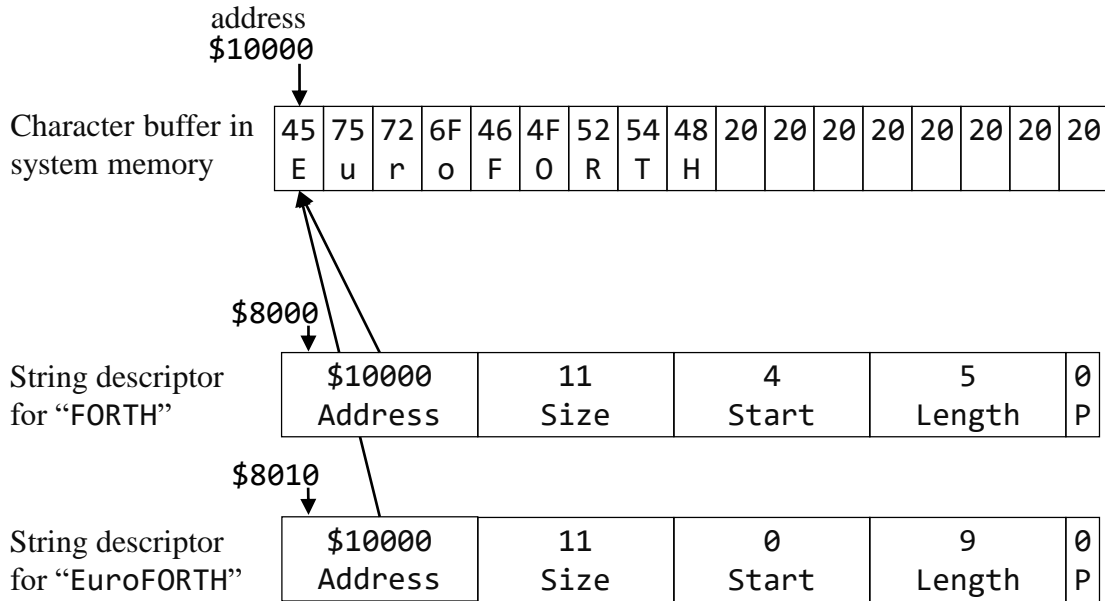 address
$10000
Character buffer in system memory
45 75 72 6F 46 4F 52 54 48 20 20 20 20 20 20 20 20
E u r o F O R T H
$8000
String descriptor for “FORTH”
$10000 11 4 5 0
Address Size Start Length P
$8010
String descriptor for “EuroFORTH”
$10000 11 0 9 0
Address Size Start Length P